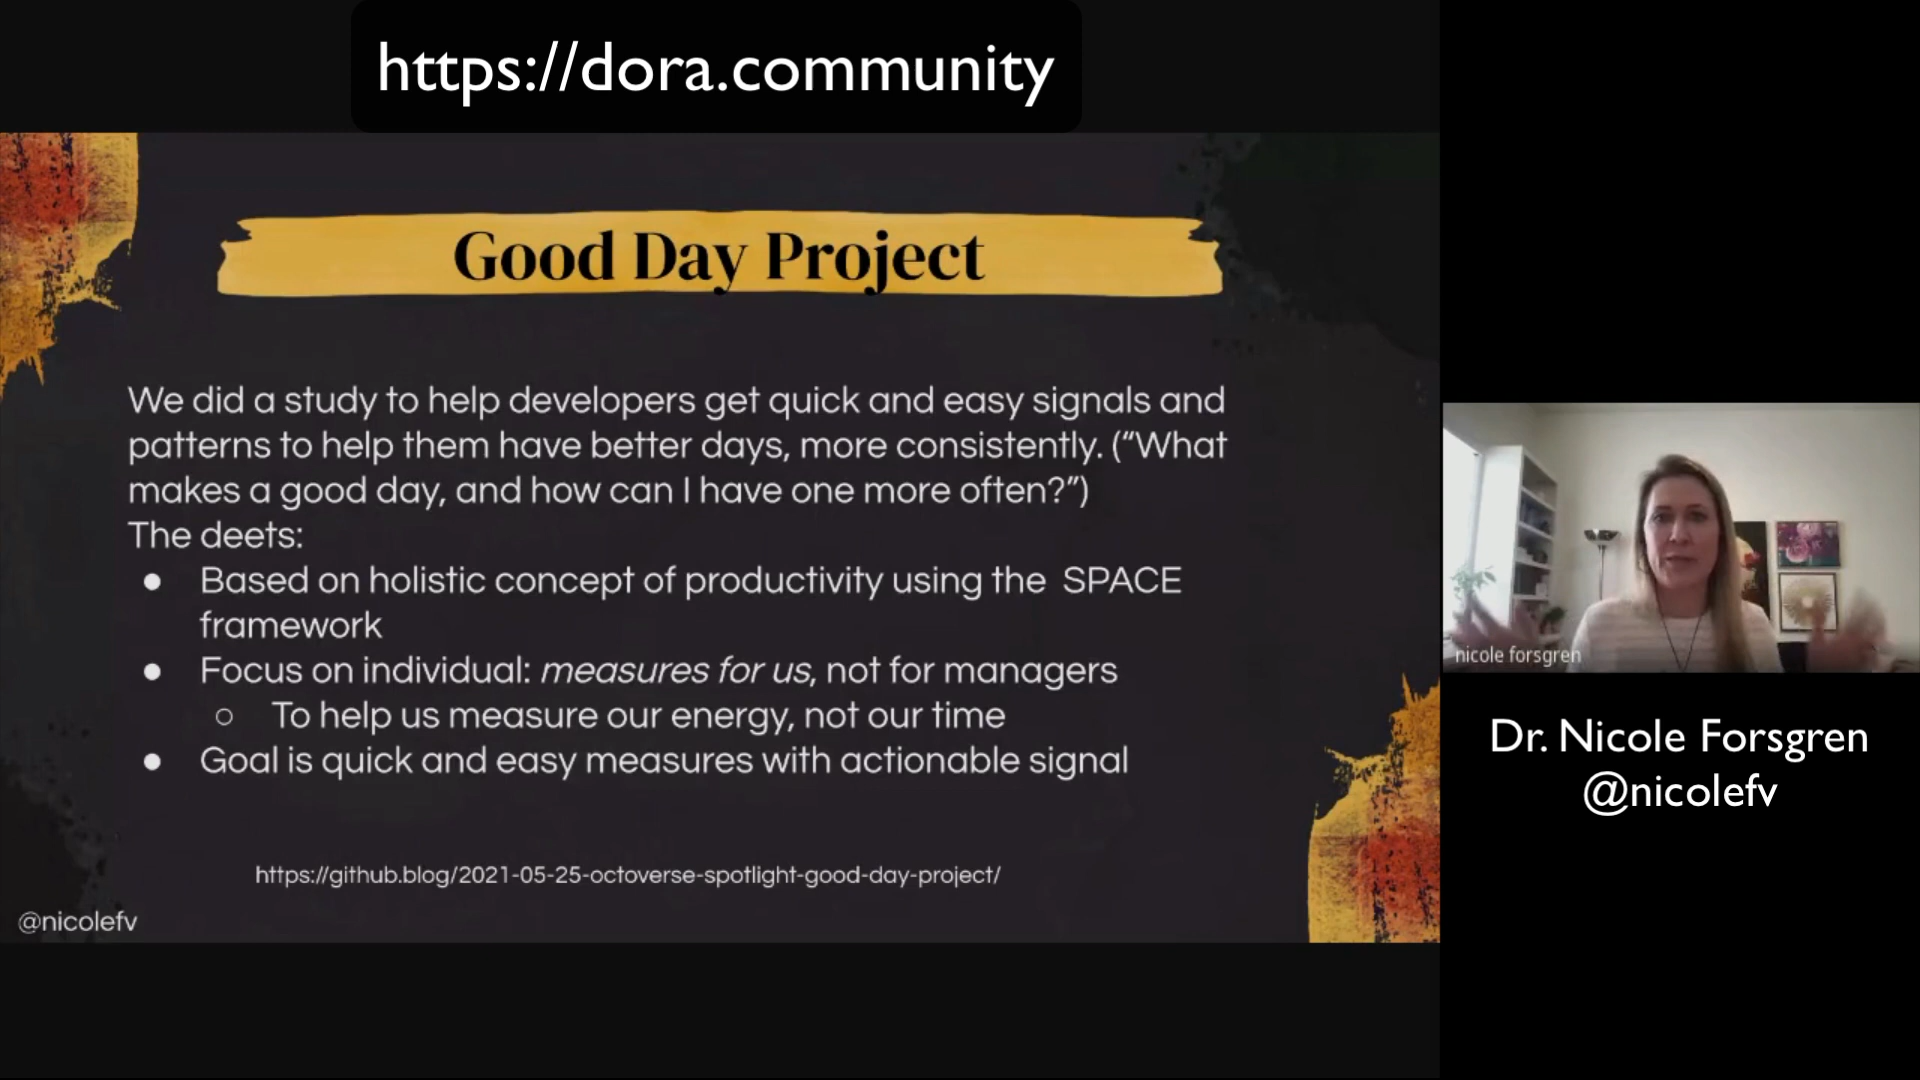 https://dora.community
Good Day Project
We did a study to help developers get quick and easy signals and
patterns to help them have better days, more consistently. (“What
makes a good day, and how can I have one more often?”)
The deets:
● Based on holistic concept of productivity using the SPACE
framework
● Focus on individual: measures for us, not for managers
○ To help us measure our energy, not our time
● Goal is quick and easy measures with actionable signal
https://github.blog/2021-05-25-octoverse-spotlight-good-day-project/
@nicolefv
nicole forsgren
Dr. Nicole Forsgren
@nicolefv